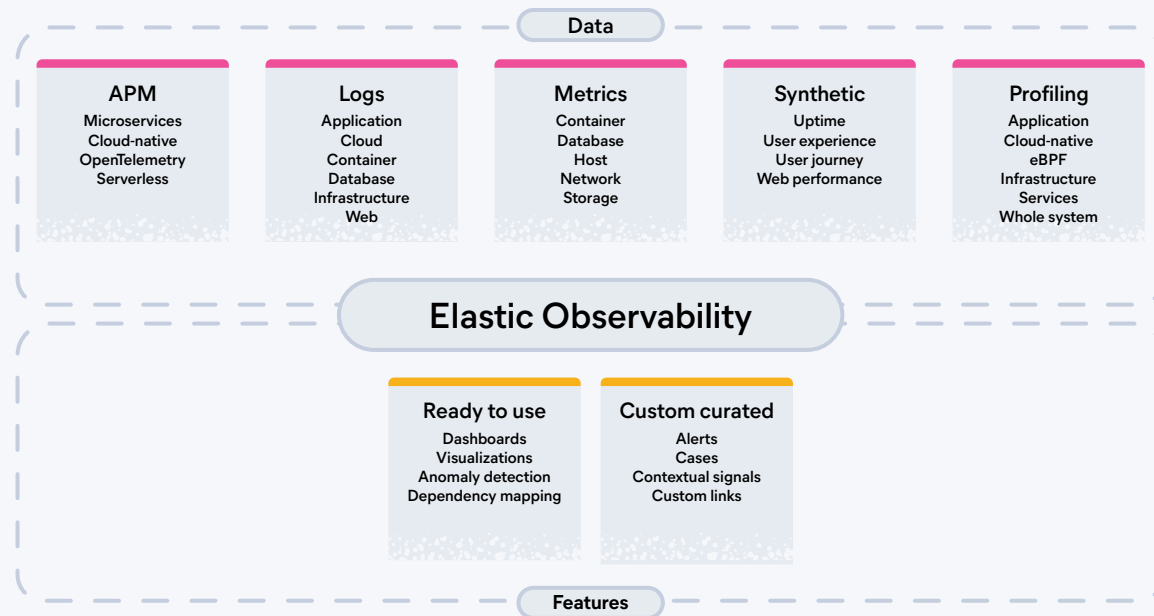 Data
APM
Microservices
Cloud-native
OpenTelemetry
Serverless
Logs
Application
Cloud
Container
Database
Infrastructure
Web
Metrics
Container
Database
Host
Network
Storage
Synthetic
Uptime
User experience
User journey
Web performance
Profiling
Application
Cloud-native
eBPF
Infrastructure
Services
Whole system
Elastic Observability
Ready to use
Dashboards
Visualizations
Anomaly detection
Dependency mapping
Custom curated
Alerts
Cases
Contextual signals
Custom links
Features